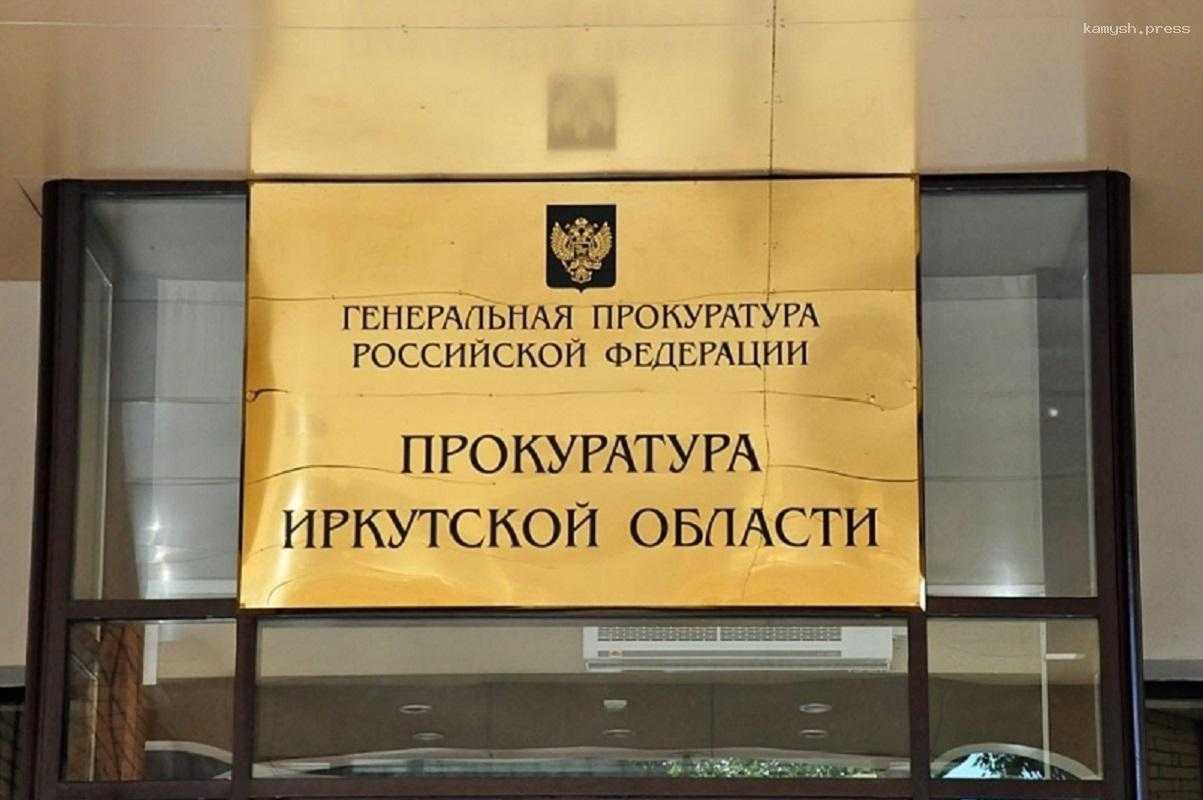 kamysh.press
ГЕНЕРАЛЬНАЯ ПРОКУРАТУРА
РОССИЙСКОЙ ФЕДЕРАЦИИ
ПРОКУРАТУРА
ИРКУТСКОЙ ОБЛАСТИ